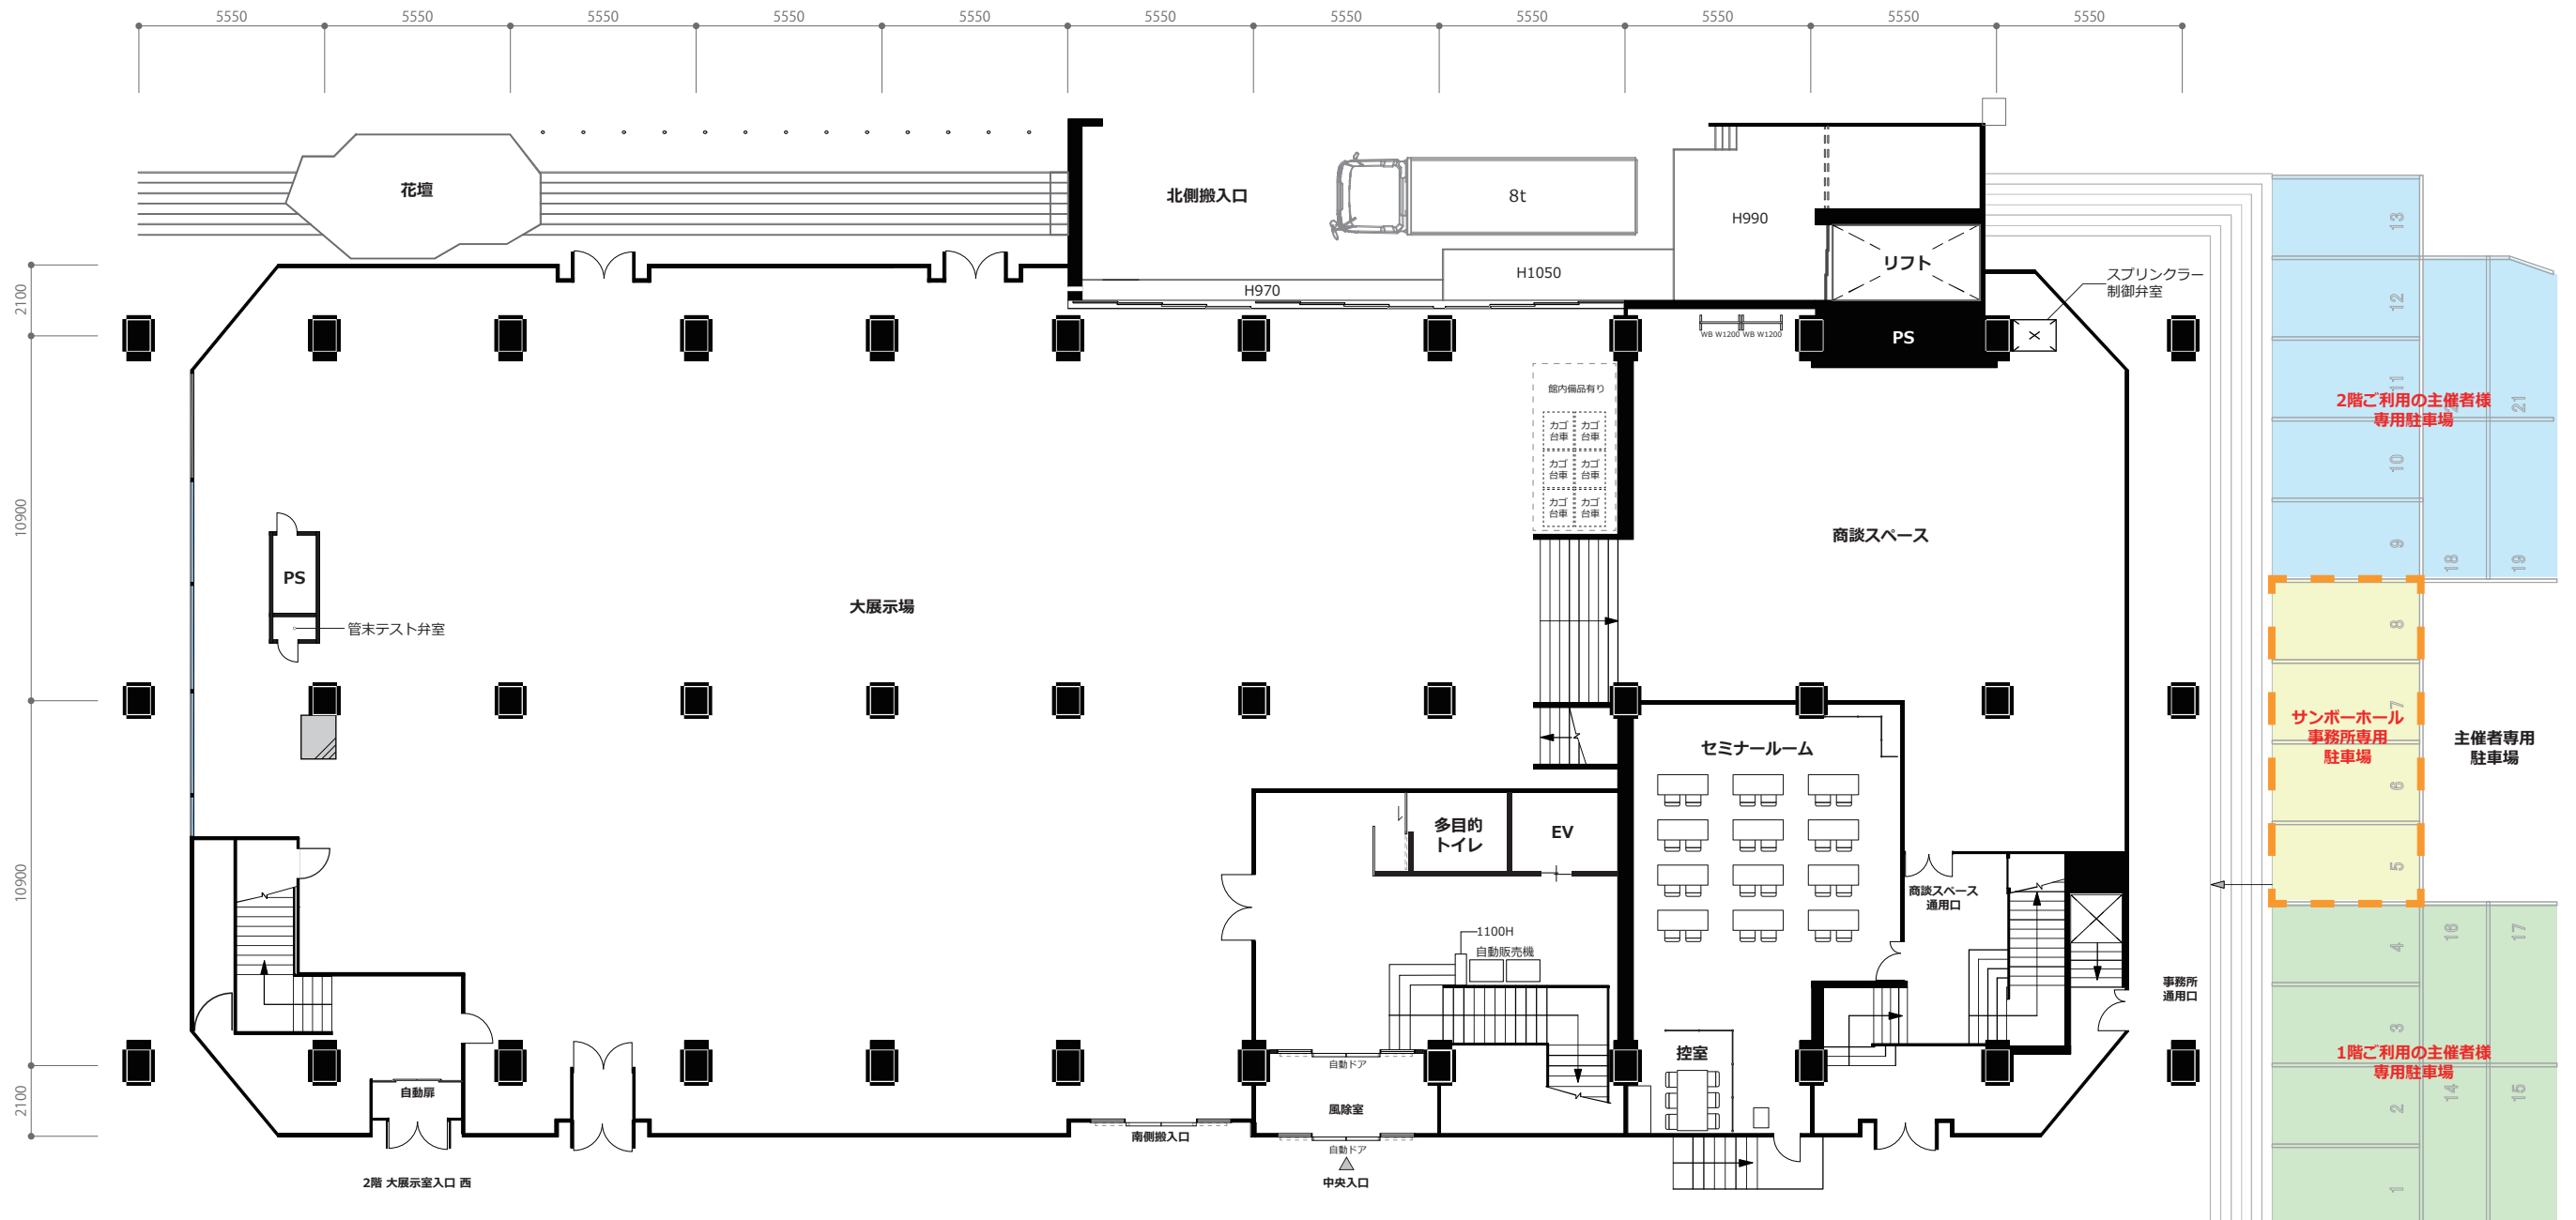 5550
5550
5550
5550
5550
5550
5550
5550
5550
5550
5550
2100
10900
10900
2100
花壇
北側搬入口
8t
H990
H1050
H970
リフト
スプリンクラー
制御弁室
WB W1200 WB W1200
PS
館内備品有り
カゴ
台車
カゴ
台車
カゴ
台車
カゴ
台車
カゴ
台車
カゴ
台車
商談スペース
PS
管末テスト弁室
大展示場
セミナールーム
多目的
トイレ
EV
商談スペース
通用口
1100H
自動販売機
事務所
通用口
控室
自動ドア
風除室
自動ドア
中央入口
南側搬入口
自動扉
2階 大展示室入口 西
13
12
11
10
9
21
18
19
2階ご利用の主催者様
専用駐車場
8
7
6
5
サンボーホール
事務所専用
駐車場
主催者専用
駐車場
4
3
2
1
16
17
14
15
1階ご利用の主催者様
専用駐車場